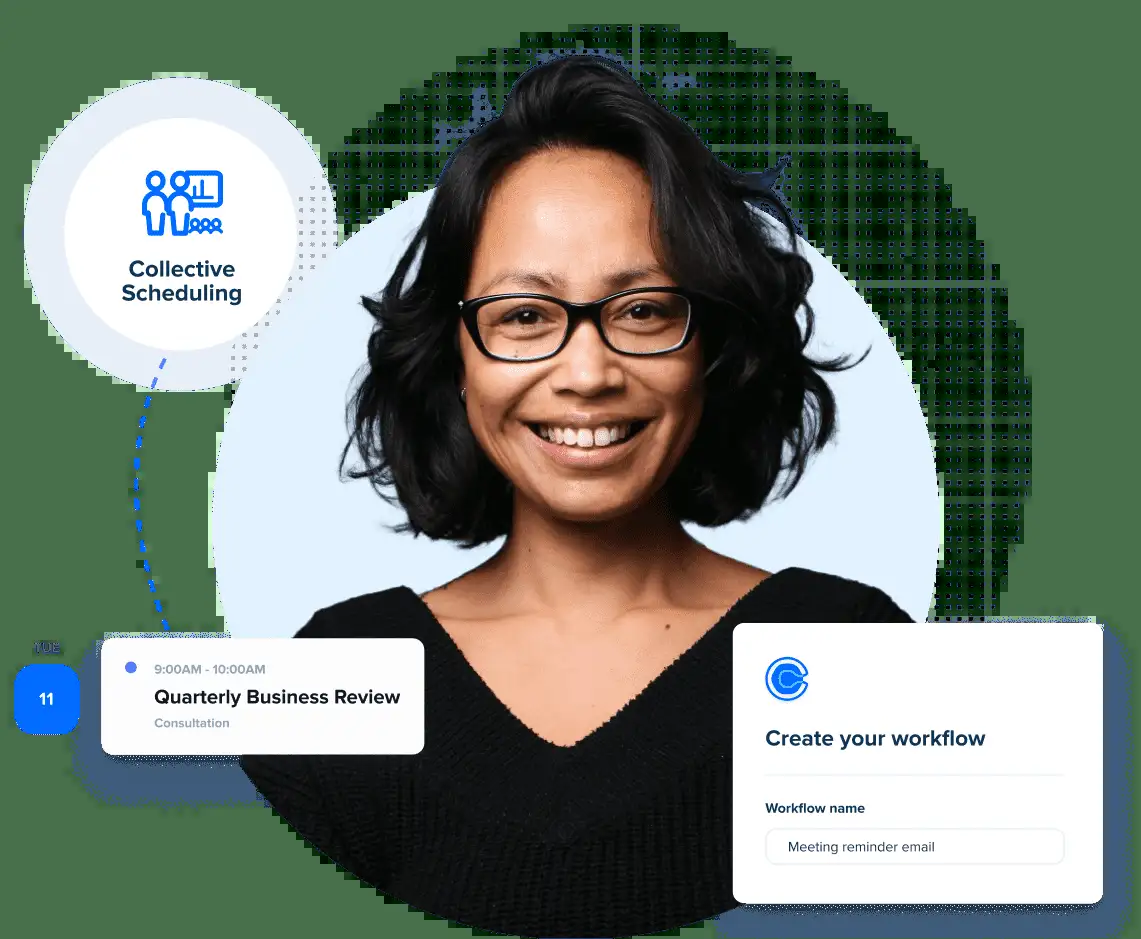 Collective
Scheduling
TUE
11
9:00AM - 10:00AM
Quarterly Business Review
Consultation
Create your workflow
Workflow name
Meeting reminder email